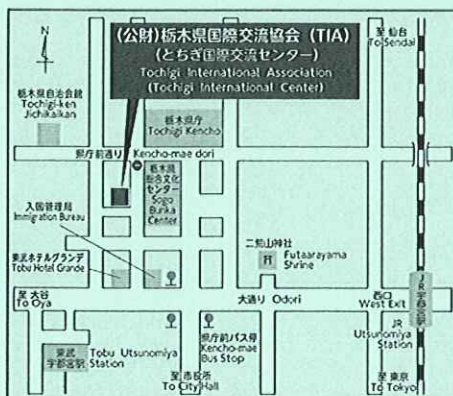 (公財)栃木県国際交流協会 (TIA)
(とちぎ国際交流センター)
Tochigi International Association
(Tochigi International Center)
至 仙台
To Sendai
N
栃木県自治会館
Tochigi-ken
Jichikaikan
栃木県庁
Tochigi Kencho
県庁前通り Kencho-mae dori
栃木県
総合文化
センター
Sogo
Bunka
Center
入国管理局
Immigration Bureau
東武ホテルグランデ
Tobu Hotel Grande
二荒山神社
Futaarayama
Shrine
至 大谷
To Oya
大通り Odori
西口
West Exit
JR宇都宮駅
JR
Utsunomiya
Station
県庁前バス停
Kencho-mae
Bus Stop
東武
宇都宮駅
Tobu Utsunomiya
Station
至 市役所
To City Hall
至 東京
To Tokyo